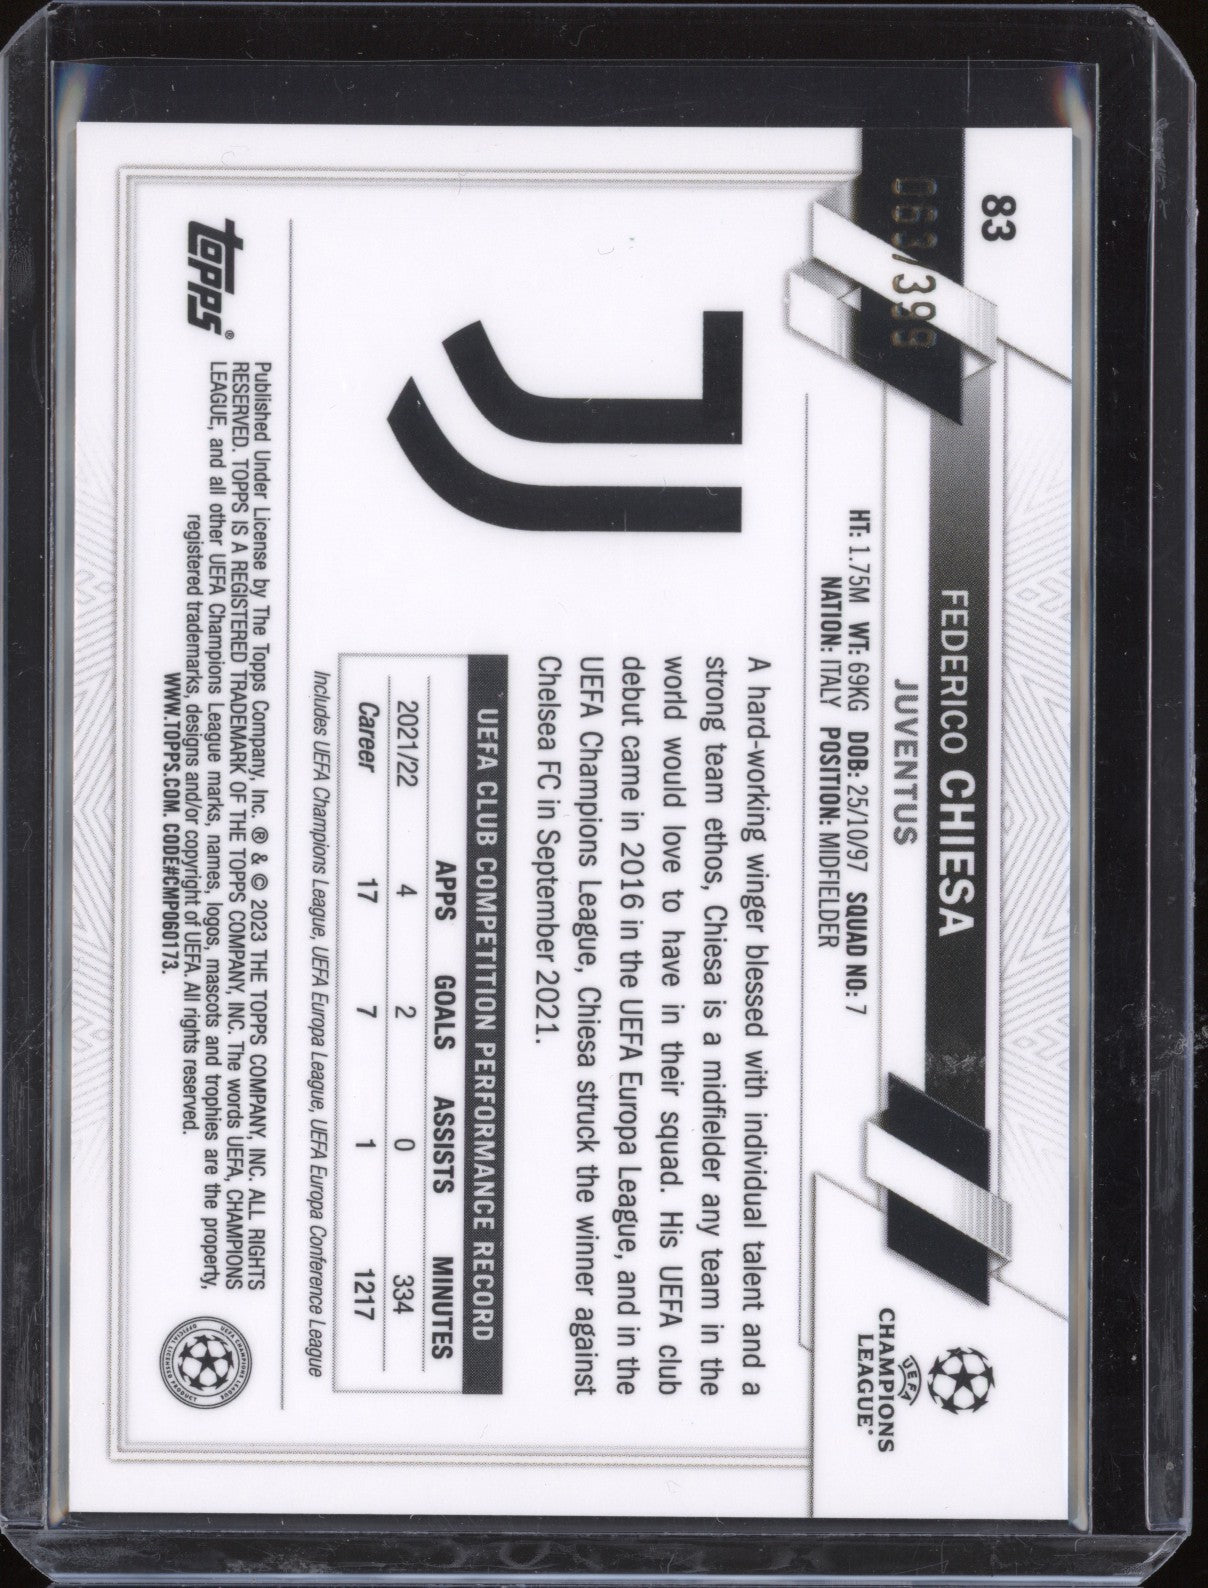 83
063/399
FEDERICO CHIESA
JUVENTUS
HT: 1.75M WT: 69KG DOB: 25/10/97 SQUAD NO: 7
NATION: ITALY POSITION: MIDFIELDER
UEFA
CHAMPIONS
LEAGUE®
A hard-working winger blessed with individual talent and a
strong team ethos, Chiesa is a midfielder any team in the
world would love to have in their squad. His UEFA club
debut came in 2016 in the UEFA Europa League, and in the
UEFA Champions League, Chiesa struck the winner against
Chelsea FC in September 2021.
UEFA CLUB COMPETITION PERFORMANCE RECORD
APPS GOALS ASSISTS MINUTES
2021/22 4 2 0 334
Career 17 7 1 1217
Includes UEFA Champions League, UEFA Europa League, UEFA Europa Conference League
topps®
Published Under License by The Topps Company, Inc. ® & © 2023 THE TOPPS COMPANY, INC. ALL RIGHTS
RESERVED. TOPPS IS A REGISTERED TRADEMARK OF THE TOPPS COMPANY, INC. The words UEFA, CHAMPIONS
LEAGUE, and all other UEFA Champions League marks, names, logos, mascots and trophies are the property,
registered trademarks, designs and/or copyright of UEFA. All rights reserved.
WWW.TOPPS.COM. CODE#CMP060173.
UEFA CHAMPIONS LEAGUE
OFFICIAL LICENSED PRODUCT